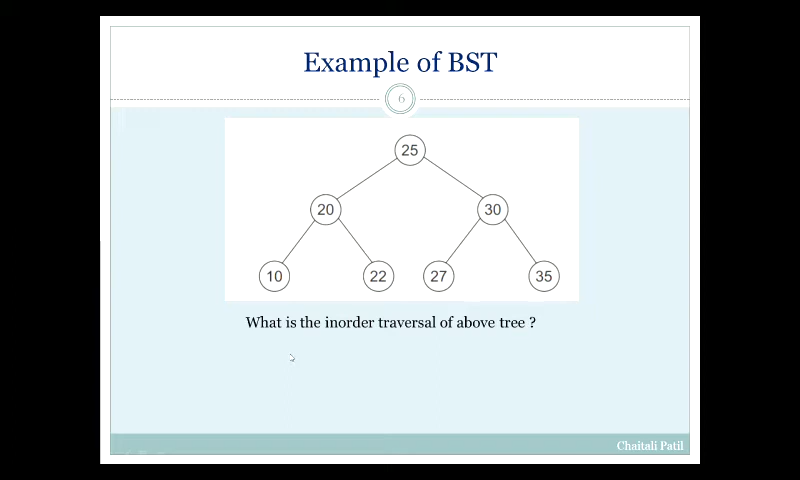 Example of BST
6
25
20
30
10
22
27
35
What is the inorder traversal of above tree ?
Chaitali Patil